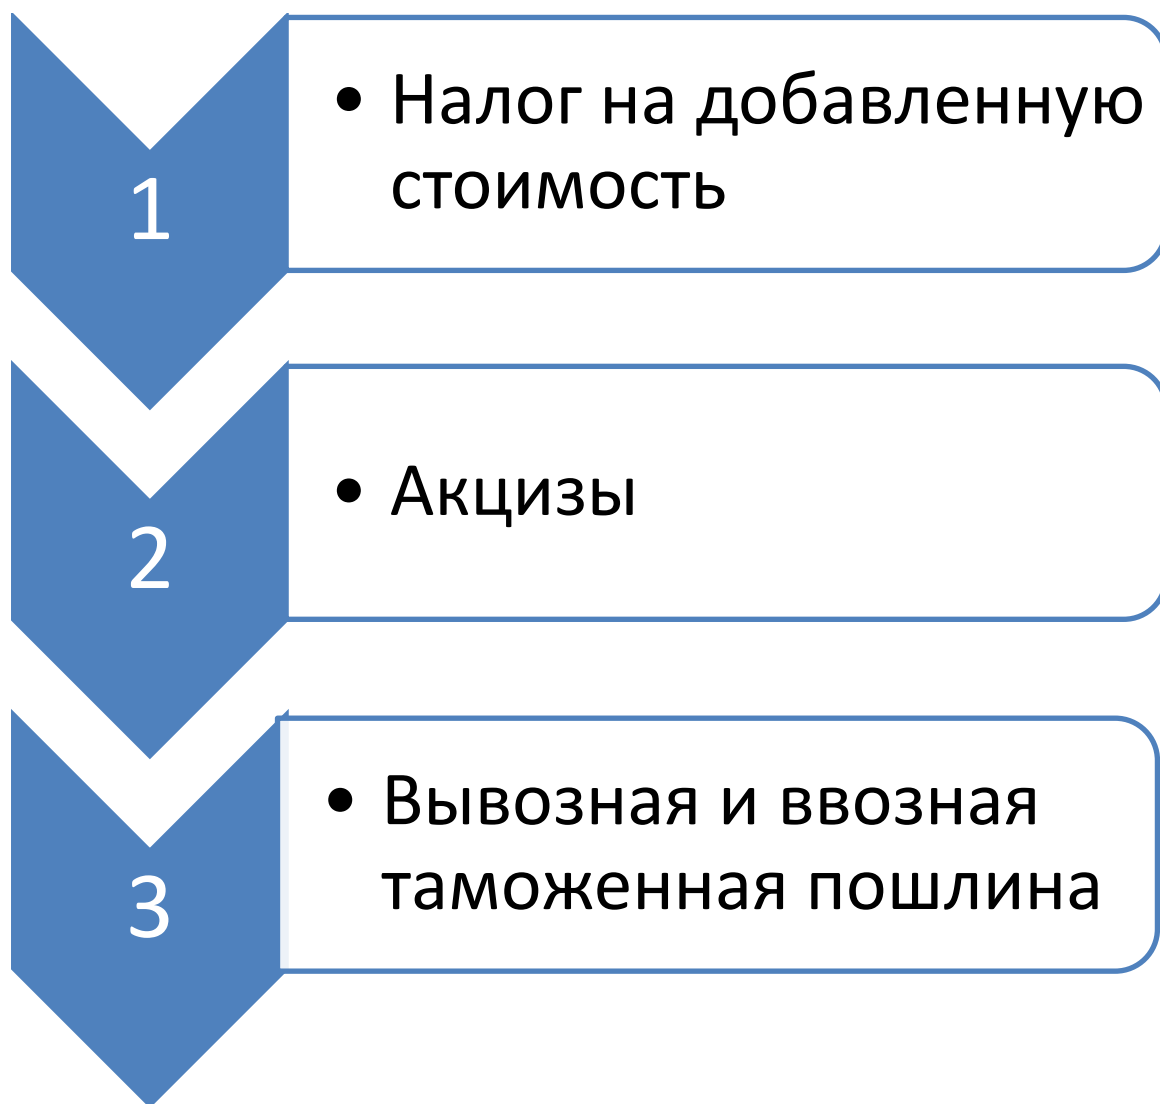 1
• Налог на добавленную
стоимость
2
• Акцизы
3
• Вывозная и ввозная
таможенная пошлина